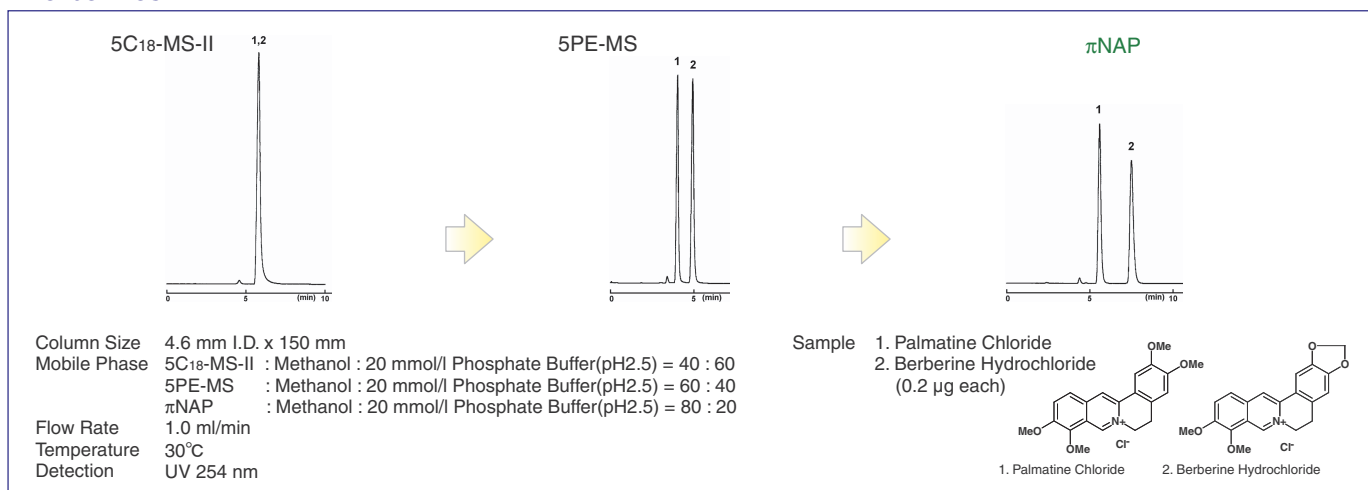 5C18-MS-II
1,2
0 5 (min) 10
5PE-MS
1 2
0 5 (min)
πNAP
1
2
0 5 (min) 10
Column Size 4.6 mm I.D. x 150 mm
Mobile Phase 5C18-MS-II : Methanol : 20 mmol/l Phosphate Buffer(pH2.5) = 40 : 60
5PE-MS : Methanol : 20 mmol/l Phosphate Buffer(pH2.5) = 60 : 40
πNAP : Methanol : 20 mmol/l Phosphate Buffer(pH2.5) = 80 : 20
Flow Rate 1.0 ml/min
Temperature 30°C
Detection UV 254 nm
Sample 1. Palmatine Chloride
2. Berberine Hydrochloride
(0.2 µg each)
OMe
OMe
MeO
OMe
N+
Cl-
1. Palmatine Chloride
O
O
MeO
OMe
N+
Cl-
2. Berberine Hydrochloride